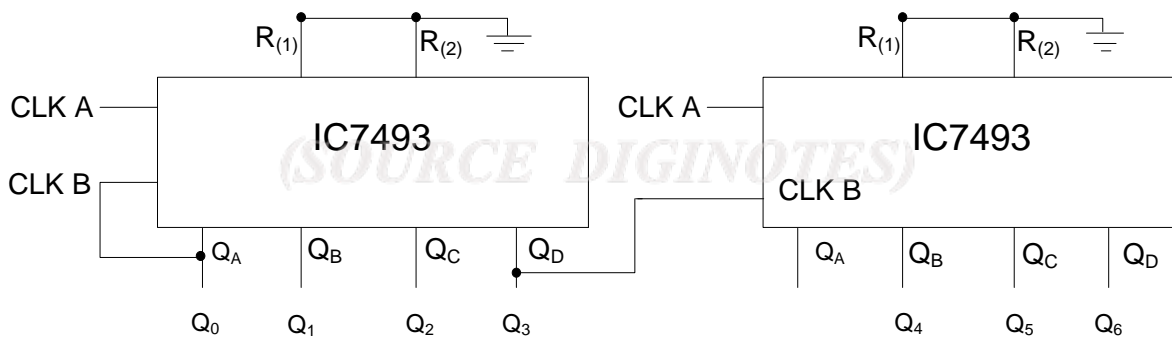 R(1) R(2) R(1) R(2)
CLK A CLK A
IC7493 IC7493
(SOURCE DIGINOTES)
CLK B CLK B
QA QB QC QD QA QB QC QD
Q0 Q1 Q2 Q3 Q4 Q5 Q6